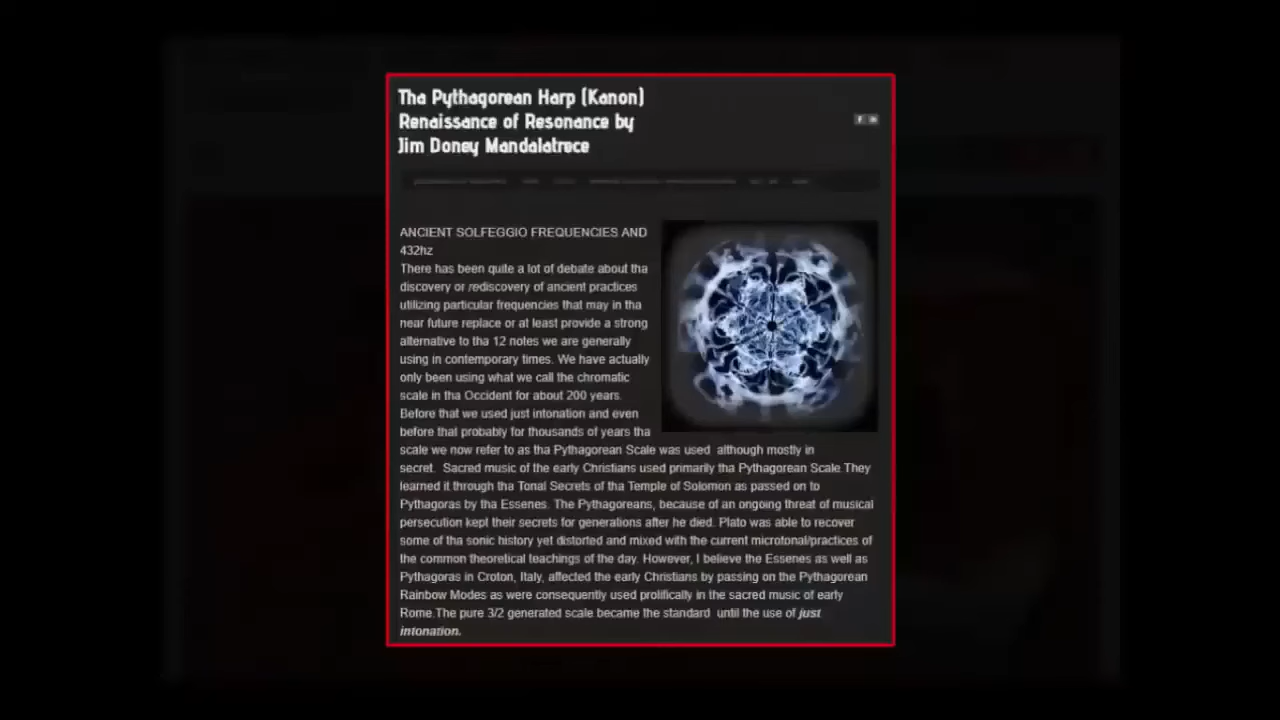 Tha Pythagorean Harp (Kanon)
Renaissance of Resonance by
Jim Doney Mandalatrece
ANCIENT SOLFEGGIO FREQUENCIES AND
432hz
There has been quite a lot of debate about tha
discovery or rediscovery of ancient practices
utilizing particular frequencies that may in tha
near future replace or at least provide a strong
alternative to tha 12 notes we are generally
using in contemporary times. We have actually
only been using what we call the chromatic
scale in tha Occident for about 200 years.
Before that we used just intonation and even
before that probably for thousands of years tha
scale we now refer to as tha Pythagorean Scale was used although mostly in
secret. Sacred music of the early Christians used primarily tha Pythagorean Scale.They
learned it through tha Tonal Secrets of tha Temple of Solomon as passed on to
Pythagoras by tha Essenes. The Pythagoreans, because of an ongoing threat of musical
persecution kept their secrets for generations after he died. Plato was able to recover
some of tha sonic history yet distorted and mixed with the current microtonal/practices of
the common theoretical teachings of the day. However, I believe the Essenes as well as
Pythagoras in Croton, Italy, affected the early Christians by passing on the Pythagorean
Rainbow Modes as were consequently used prolifically in the sacred music of early
Rome.The pure 3/2 generated scale became the standard until the use of just
intonation.